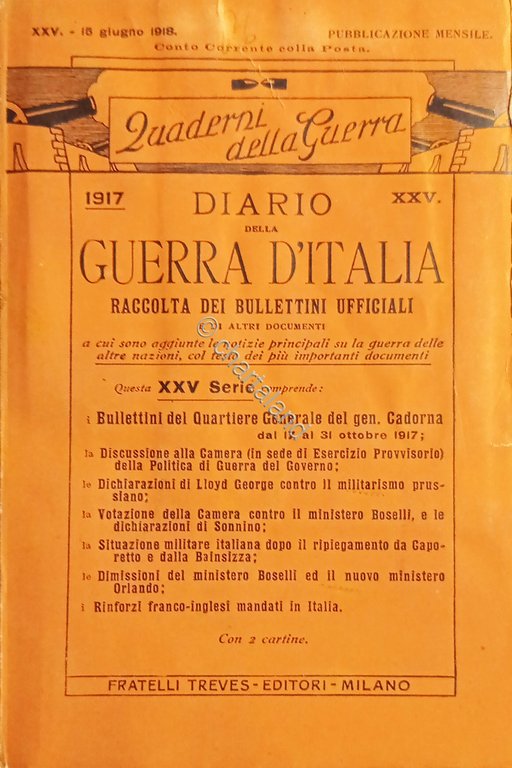 XXV. - 15 giugno 1918.
PUBBLICAZIONE MENSILE.
Conto Corrente colla Posta.
Quaderni
della Guerra
1917
XXV.
DIARIO
DELLA
GUERRA D'ITALIA
RACCOLTA DEI BULLETTINI UFFICIALI
E DI ALTRI DOCUMENTI
a cui sono aggiunte le notizie principali su la guerra delle
altre nazioni, col testo dei più importanti documenti
Questa XXV Serie comprende:
i Bullettini del Quartiere Generale del gen. Cadorna
dal 12 al 31 ottobre 1917;
la Discussione alla Camera (in sede di Esercizio Provvisorio)
della Politica di Guerra del Governo;
le Dichiarazioni di Lloyd George contro il militarismo prus-
siano;
la Votazione della Camera contro il ministero Boselli, e le
dichiarazioni di Sonnino;
la Situazione militare italiana dopo il ripiegamento da Capo-
retto e dalla Bainsizza;
le Dimissioni del ministero Boselli ed il nuovo ministero
Orlando;
i Rinforzi franco-inglesi mandati in Italia.
Con 2 cartine.
FRATELLI TREVES - EDITORI - MILANO